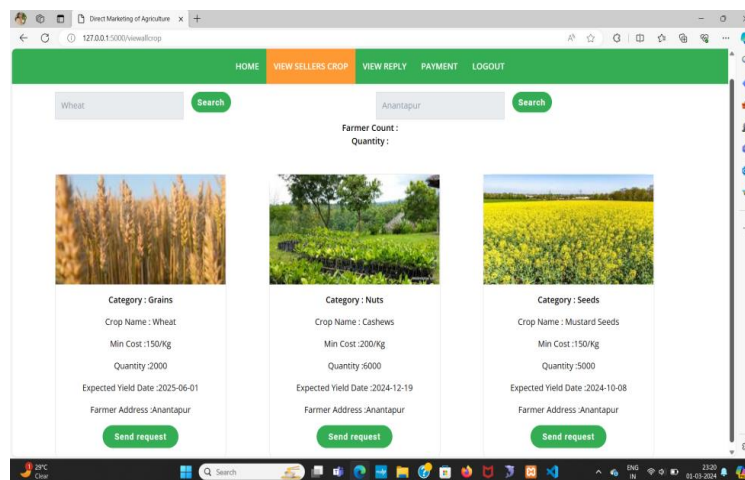 Direct Marketing of Agriculture
127.0.0.1:5000/viewallcrop
HOME VIEW SELLERS CROP VIEW REPLY PAYMENT LOGOUT
Wheat Search Anantapur Search
Farmer Count :
Quantity :
Category : Grains
Crop Name : Wheat
Min Cost :150/Kg
Quantity :2000
Expected Yield Date :2025-06-01
Farmer Address :Anantapur
Send request
Category : Nuts
Crop Name : Cashews
Min Cost :200/Kg
Quantity :6000
Expected Yield Date :2024-12-19
Farmer Address :Anantapur
Send request
Category : Seeds
Crop Name : Mustard Seeds
Min Cost :150/Kg
Quantity :5000
Expected Yield Date :2024-10-08
Farmer Address :Anantapur
Send request
29°C
Clear
Search
ENG
IN
23:20
01-03-2024